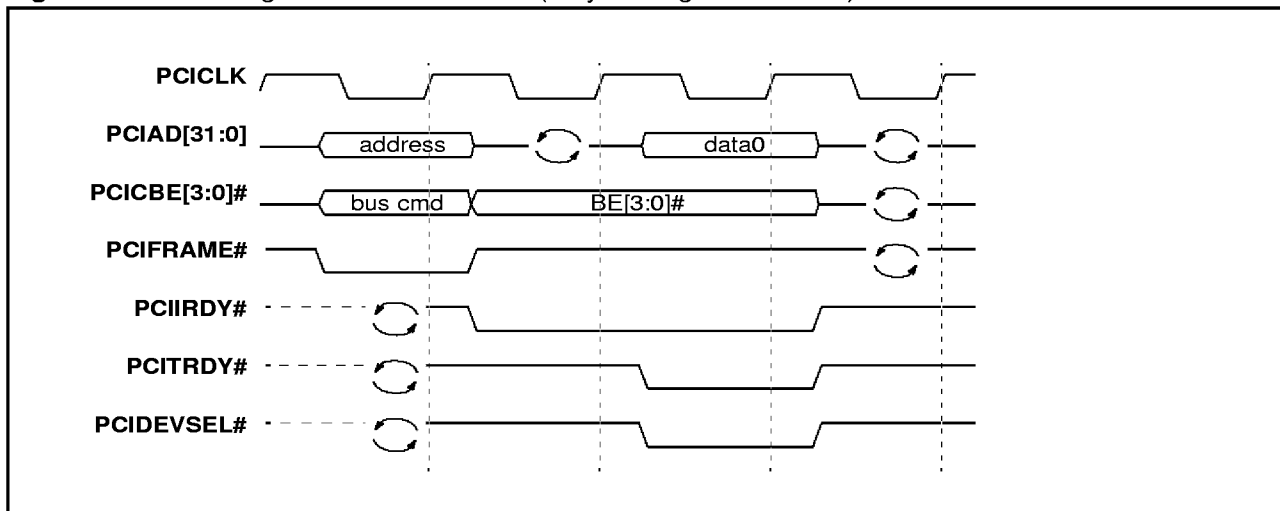 PCICLK
PCIAD[31:0] address data0
PCICBE[3:0]# bus cmd BE[3:0]#
PCIFRAME#
PCIIRDY#
PCITRDY#
PCIDEVSEL#